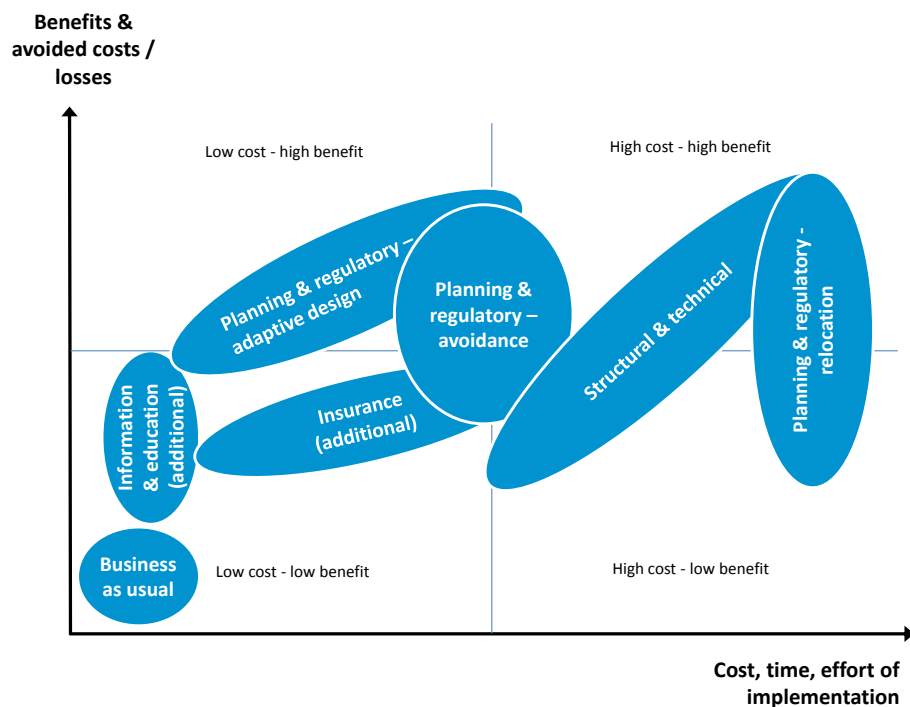 Benefits &
avoided costs /
losses
Low cost - high benefit
High cost - high benefit
Planning & regulatory –
adaptive design
Planning &
regulatory –
avoidance
Structural & technical
Planning & regulatory -
relocation
Information
& education
(additional)
Insurance
(additional)
Business
as usual
Low cost - low benefit
High cost - low benefit
Cost, time, effort of
implementation